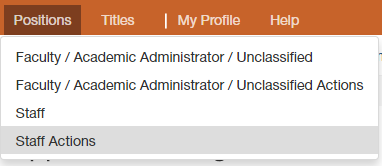 Positions Titles | My Profile Help
Faculty / Academic Administrator / Unclassified
Faculty / Academic Administrator / Unclassified Actions
Staff
Staff Actions